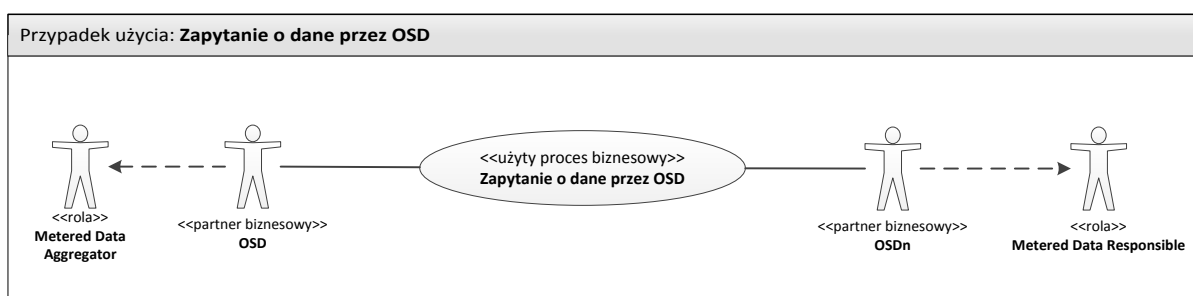 Przypadek użycia: Zapytanie o dane przez OSD
<<użyty proces biznesowy>>
Zapytanie o dane przez OSD
<<rola>>
Metered Data
Aggregator
<<partner biznesowy>>
OSD
<<partner biznesowy>>
OSDn
<<rola>>
Metered Data Responsible